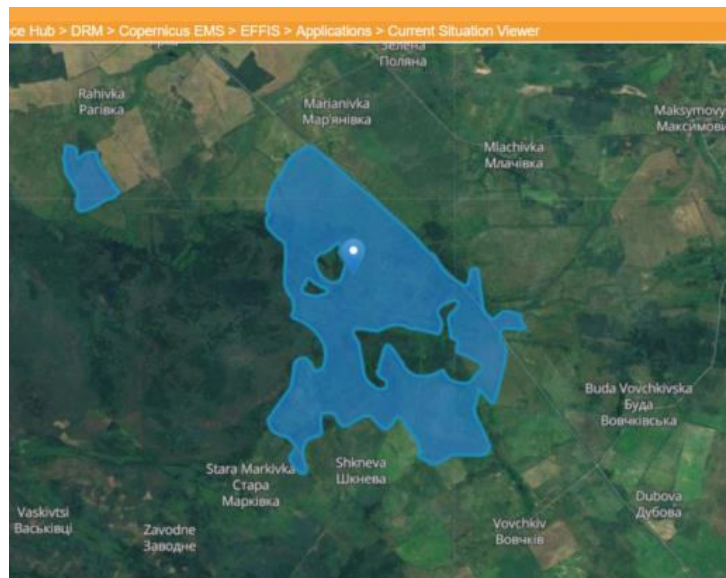 ce Hub > DRM > Copernicus EMS > EFFIS > Applications > Current Situation Viewer
Зелена
Поляна
Rahivka
Рагівка
Marianivka
Мар'янівка
Maksymovy
Максимови
Mlachivka
Млачівка
Buda Vovchkivska
Буда
Вовчківська
Shkneva
Шкнева
Stara Markivka
Стара
Марківка
Dubova
Дубова
Vaskivtsi
Васьківці
Zavodne
Заводне
Vovchkiv
Вовчків